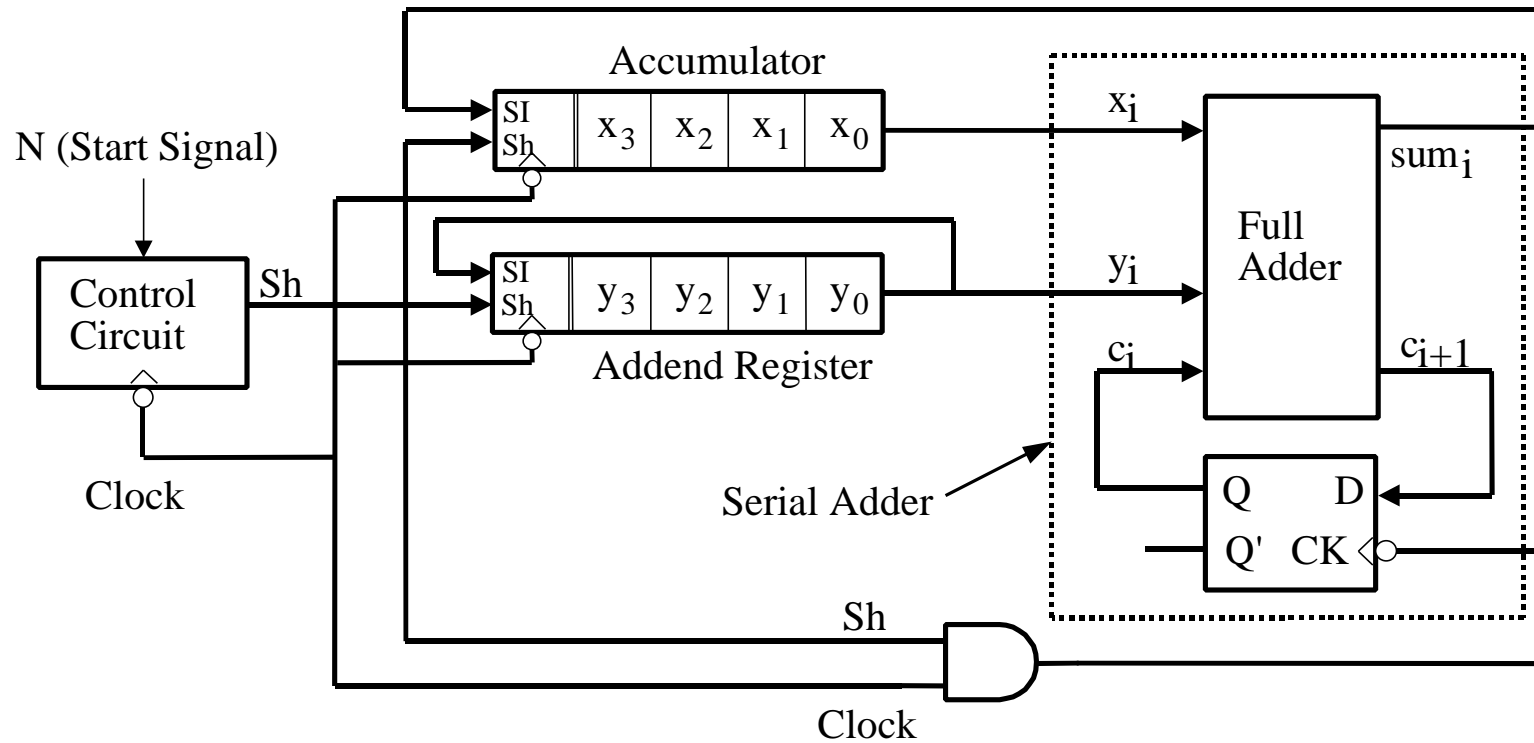 Accumulator
N (Start Signal)
SI
Sh
x3 x2 x1 x0
xi
sumi
Control
Circuit
Sh
SI
Sh
y3 y2 y1 y0
yi
Full
Adder
Addend Register
ci
ci+1
Clock
Serial Adder
Q D
Q' CK
Sh
Clock